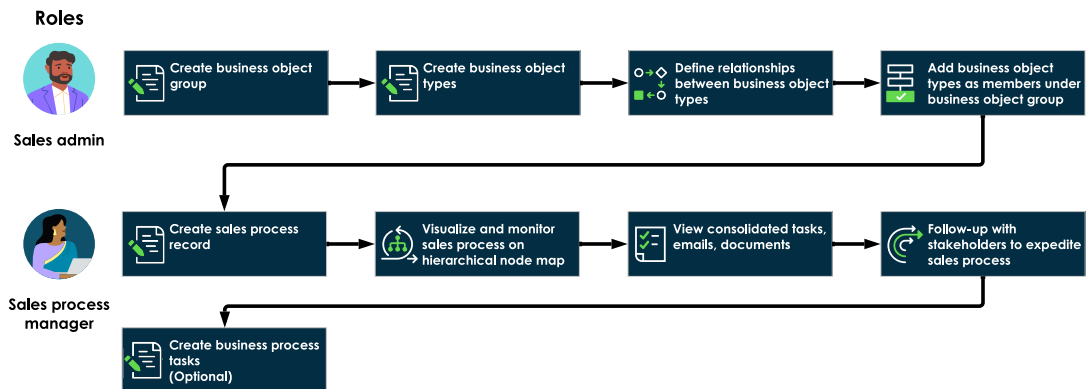 Roles
Create business object
group
Create business object
types
Define relationships
between business object
types
Add business object
types as members under
business object group
Sales admin
Create sales process
record
Visualize and monitor
sales process on
hierarchical node map
View consolidated tasks,
emails, documents
Follow-up with
stakeholders to expedite
sales process
Sales process
manager
Create business process
tasks
(Optional)